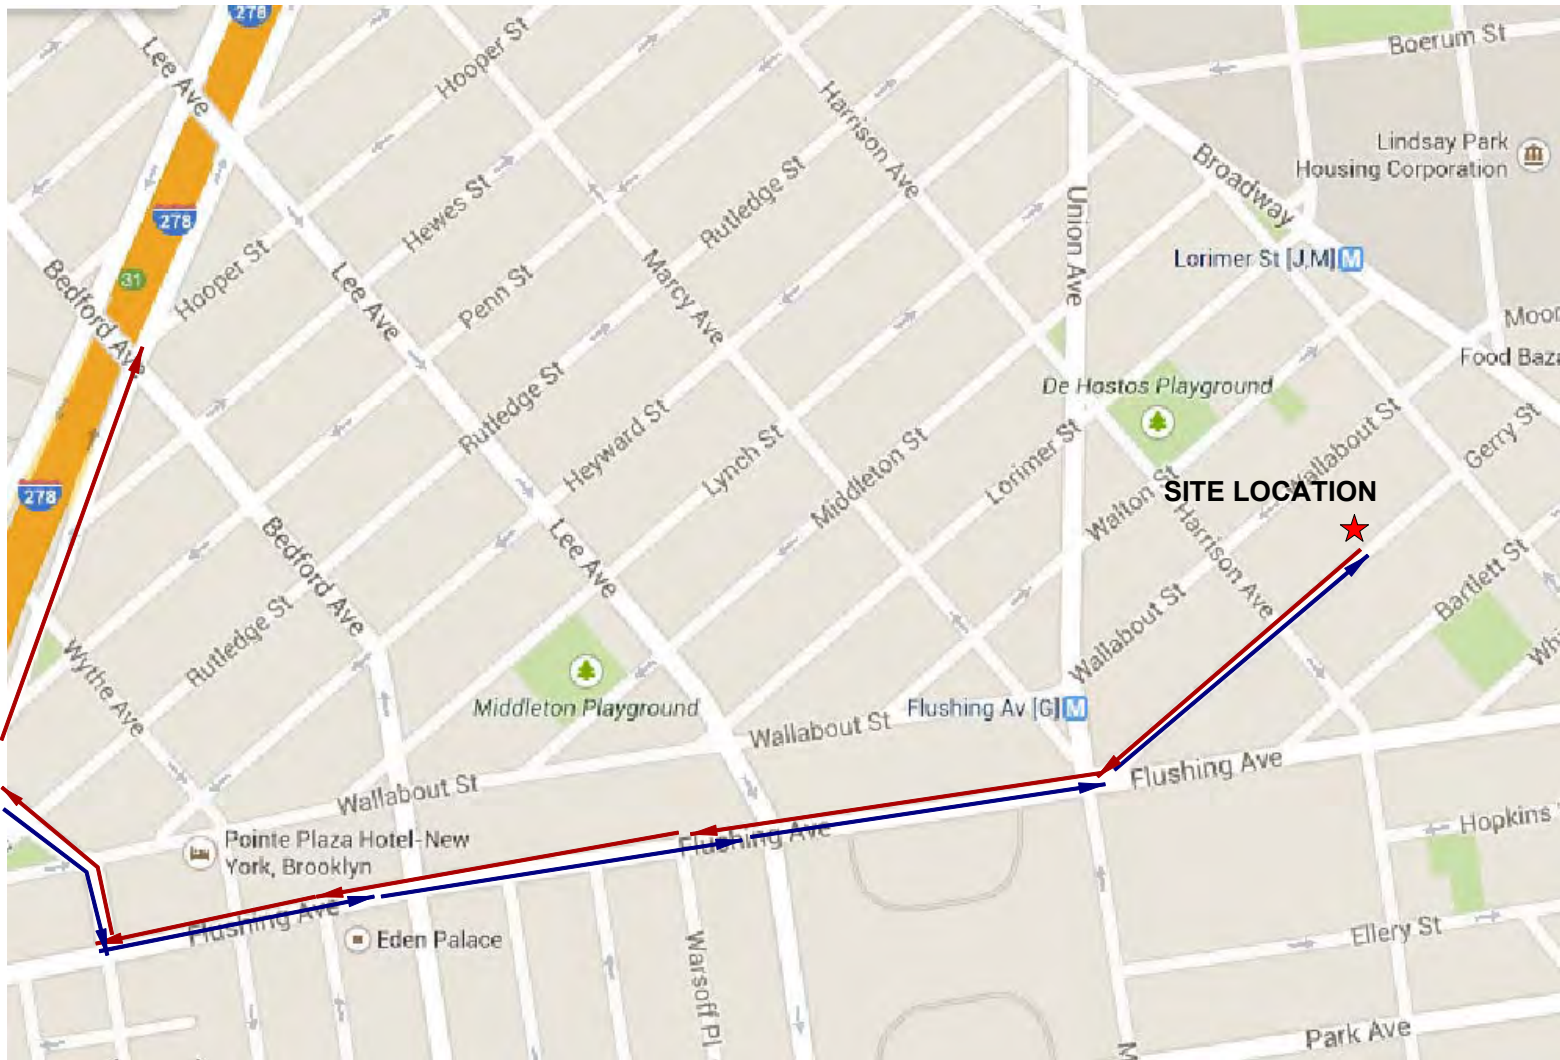 278
Lee Ave
Hooper St
Boerum St
Harrison Ave
Lindsay Park
Housing Corporation
Broadway
278
Hewes St
Rutledge St
Union Ave
31
Hooper St
Bedford Ave
Lee Ave
Penn St
Marcy Ave
Lorimer St [J,M]
M
Food
De Hostos Playground
Rutledge St
Heyward St
Lynch St
Middleton St
Lorimer St
Walton St
Wallabout St
Gerry St
278
SITE LOCATION
Bedford Ave
Lee Ave
Harrison Ave
Bartlett St
Wythe Ave
Rutledge St
Wallabout St
Middleton Playground
Wallabout St
Flushing Av [G]
M
Flushing Ave
Wallabout St
Pointe Plaza Hotel-New
York, Brooklyn
Flushing Ave
Hopkins
Flushing Ave
Eden Palace
Warsoff Pl
Ellery St
Park Ave
M